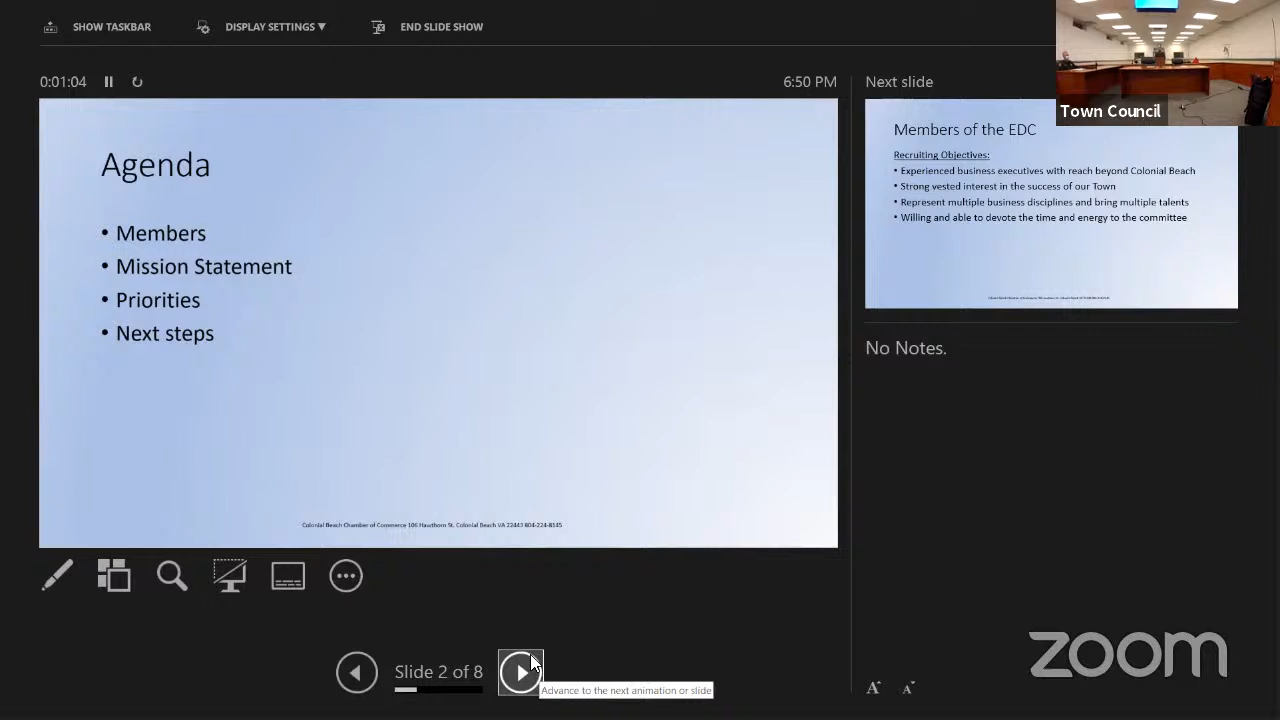 SHOW TASKBAR
DISPLAY SETTINGS ▼
END SLIDE SHOW
0:01:04
6:50 PM
Agenda
• Members
• Mission Statement
• Priorities
• Next steps
Colonial Beach Chamber of Commerce 106 Hawthorn St. Colonial Beach VA 22443 804-224-8145
Next slide
Town Council
Members of the EDC
Recruiting Objectives:
• Experienced business executives with reach beyond Colonial Beach
• Strong vested interest in the success of our Town
• Represent multiple business disciplines and bring multiple talents
• Willing and able to devote the time and energy to the committee
No Notes.
Slide 2 of 8
Advance to the next animation or slide
A A
zoom